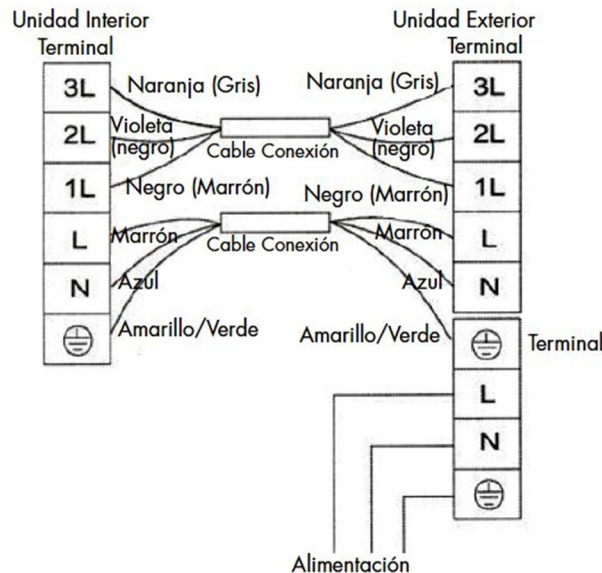 Unidad Interior
Terminal
Unidad Exterior
Terminal
3L
Naranja (Gris)
Naranja (Gris)
3L
2L
Violeta
(negro)
Cable Conexión
Violeta
(negro)
2L
1L
Negro (Marrón)
Negro (Marrón)
1L
L
Marrón
Cable Conexión
Marrón
L
N
Azul
Azul
N
Amarillo/Verde
Amarillo/Verde
Terminal
L
N
Alimentación